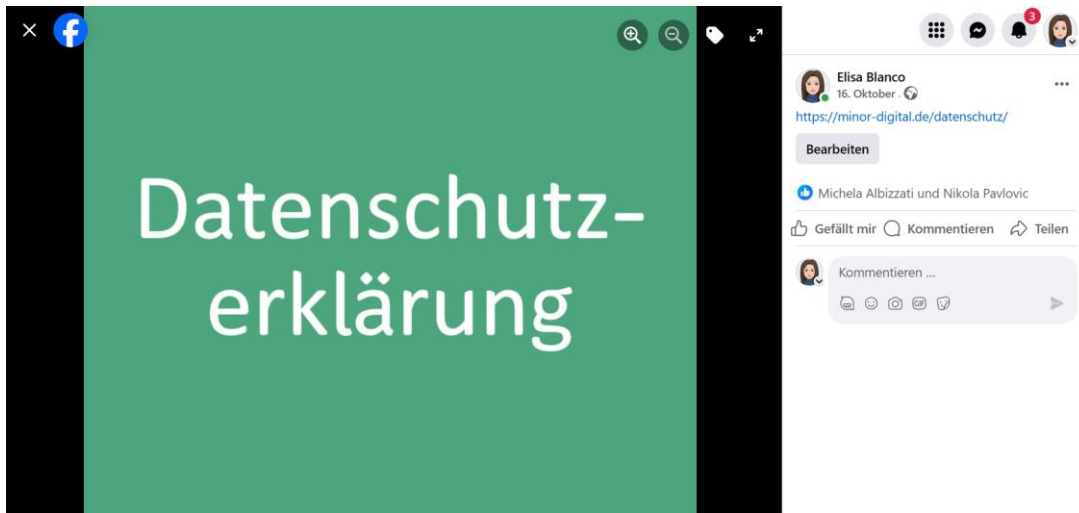 Datenschutz-
erklärung
3
Elisa Blanco
16. Oktober .
https://minor-digital.de/datenschutz/
Bearbeiten
Michela Albizzati und Nikola Pavlovic
Gefällt mir Kommentieren Teilen
Kommentieren ...
GIF